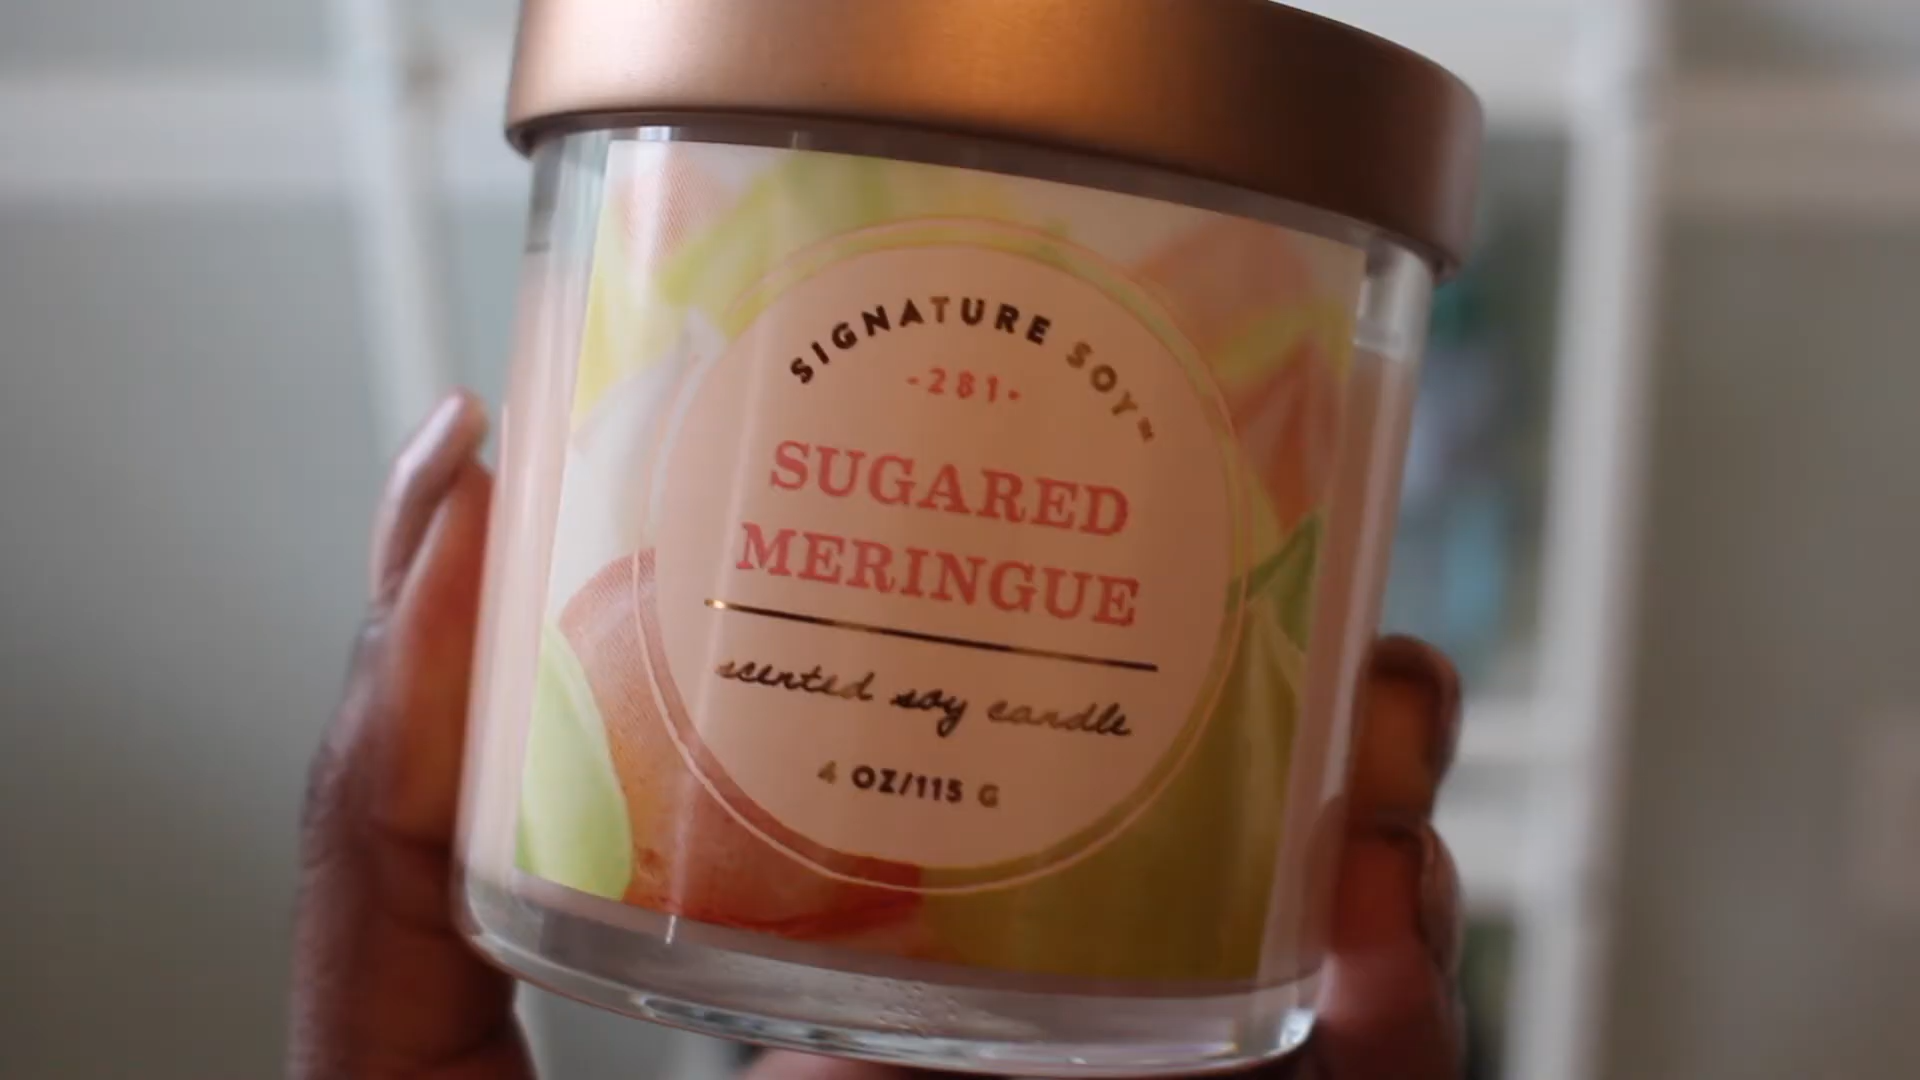 SIGNATURE SOY™
-281-
SUGARED
MERINGUE
scented soy candle
4 OZ/115 G